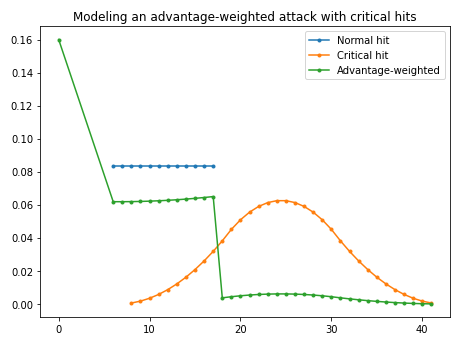 Modeling an advantage-weighted attack with critical hits
Normal hit
Critical hit
Advantage-weighted
0.16
0.14
0.12
0.10
0.08
0.06
0.04
0.02
0.00
0 10 20 30 40